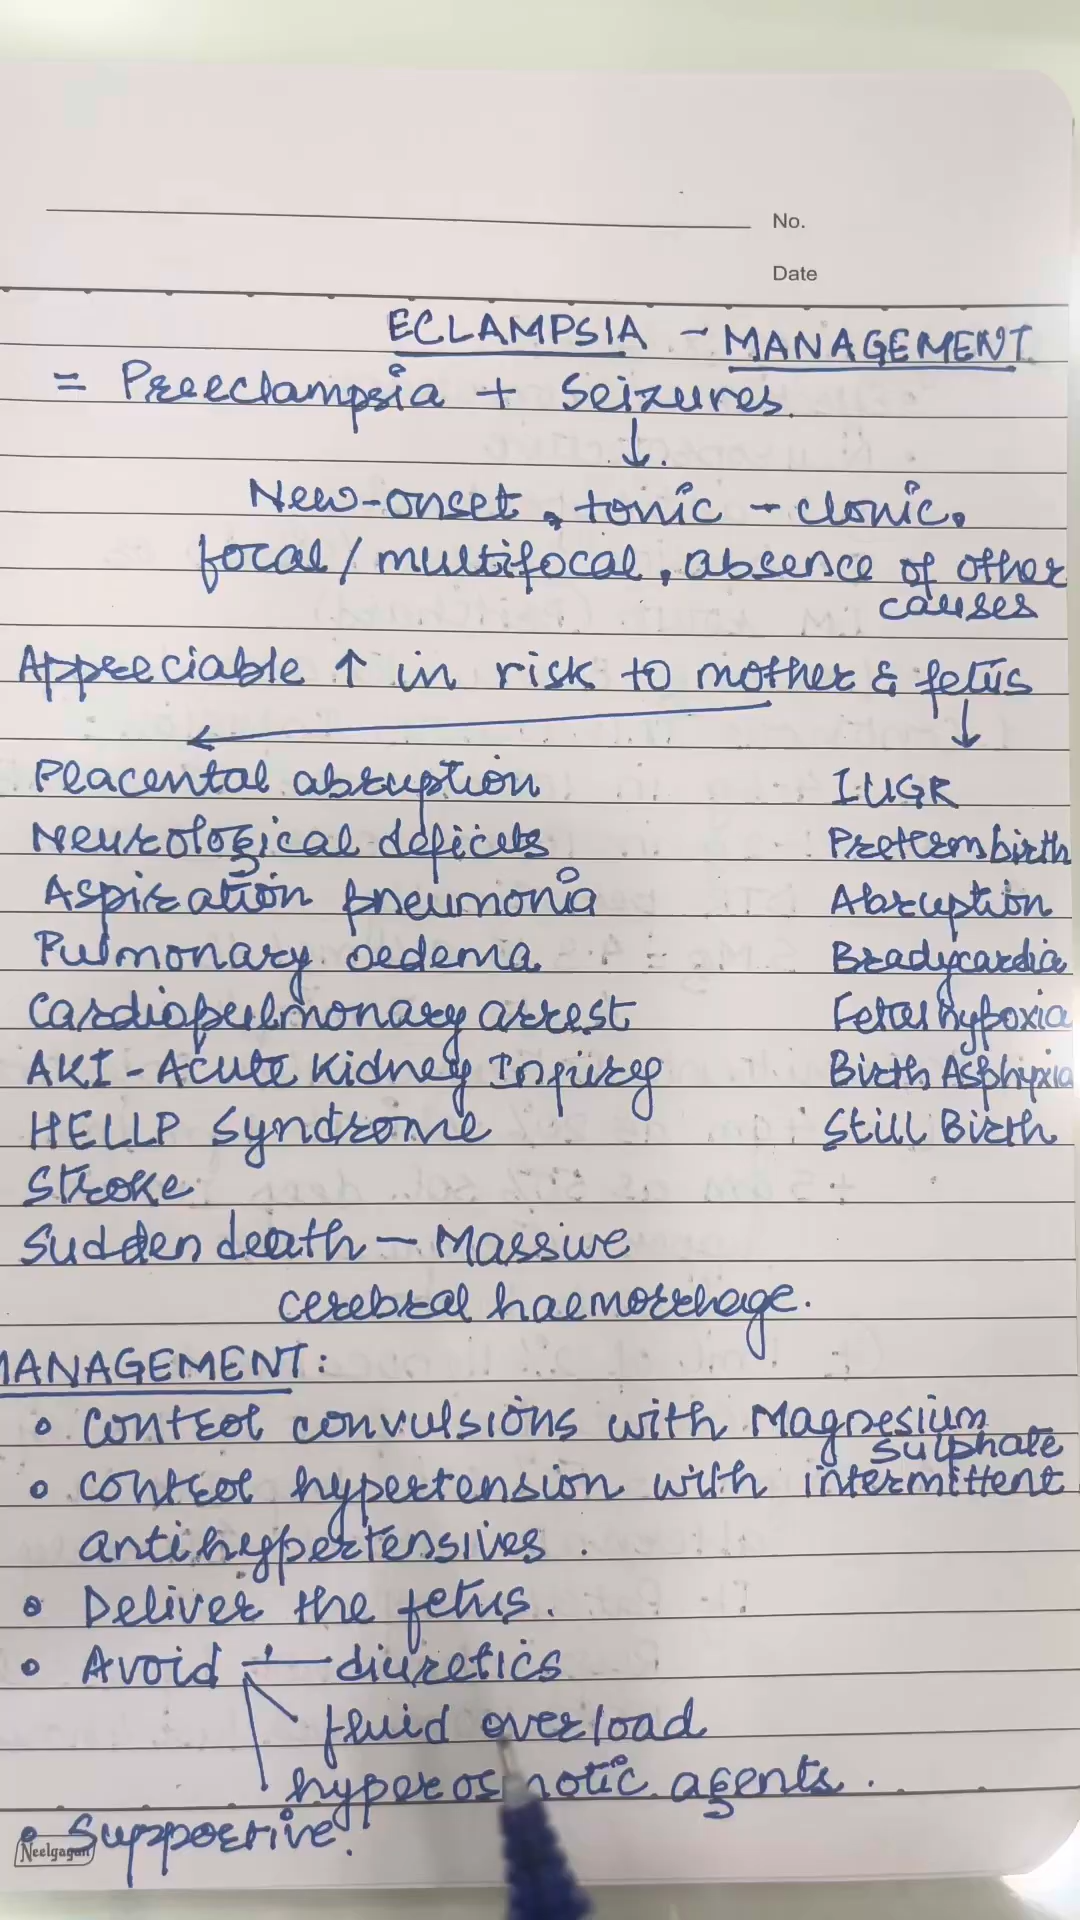 No.
Date
ECLAMPSIA - MANAGEMENT
= Preeclampsia + Seizures.
↓
New-onset, tonic - clonic,
focal / multifocal, absence of other
causes
Appreciable ↑ in risk to mother & fetus
Placental abruption IUGR
Neurological deficits Preterm birth
Aspiration pneumonia Abruption
Pulmonary oedema Bradycardia
Cardiopulmonary arrest Fetal hypoxia
AKI - Acute Kidney Injury Birth Asphyxia
HELLP Syndrome Still Birth
Stroke
Sudden death - Massive
cerebral haemorrhage.
MANAGEMENT:
• Control convulsions with Magnesium
sulphate
• Control hypertension with intermittent
antihypertensives.
• Deliver the fetus.
• Avoid - diuretics
fluid overload
hyperosmotic agents.
• Supportive.
Neelgagan